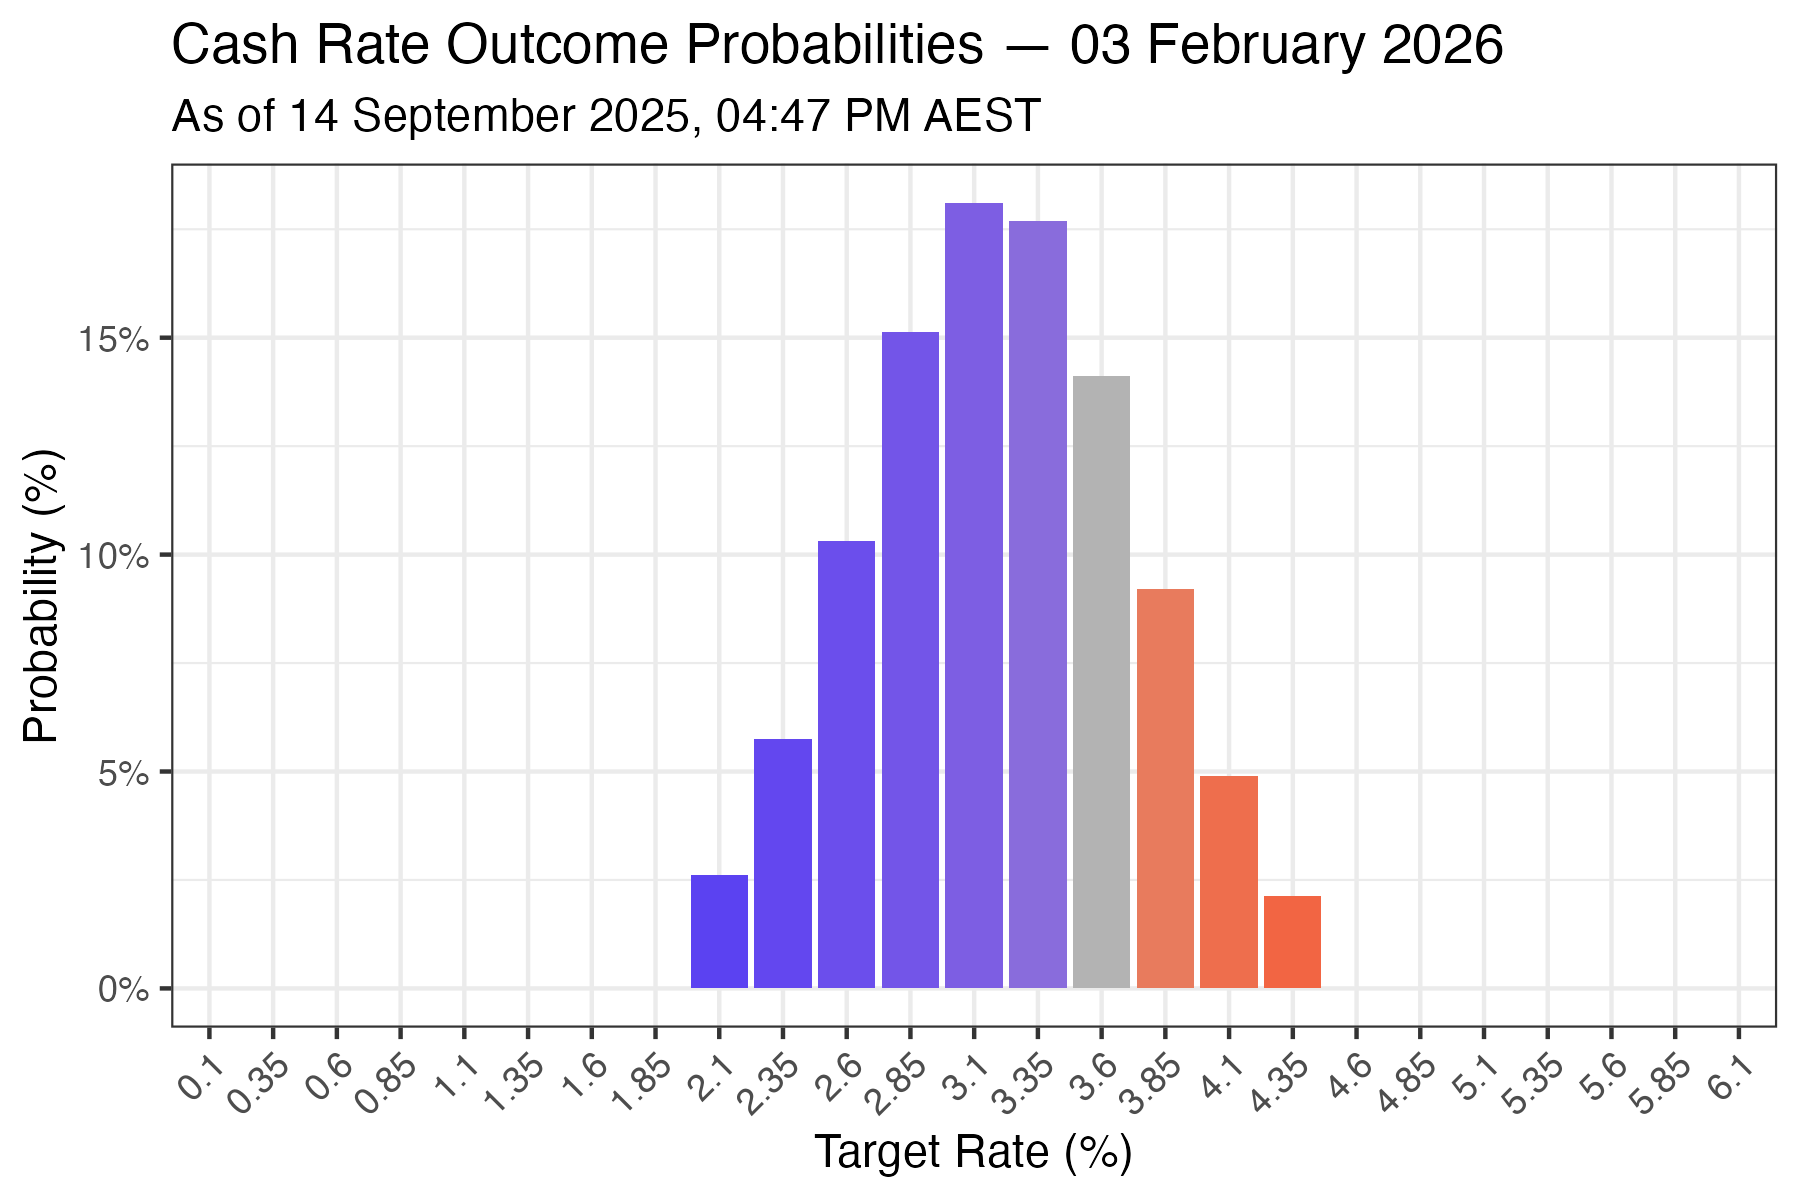 Cash Rate Outcome Probabilities — 03 February 2026
As of 14 September 2025, 04:47 PM AEST
Probability (%)
15%
10%
5%
0%
0.1 0.35 0.6 0.85 1.1 1.35 1.6 1.85 2.1 2.35 2.6 2.85 3.1 3.35 3.6 3.85 4.1 4.35 4.6 4.85 5.1 5.35 5.6 5.85 6.1
Target Rate (%)